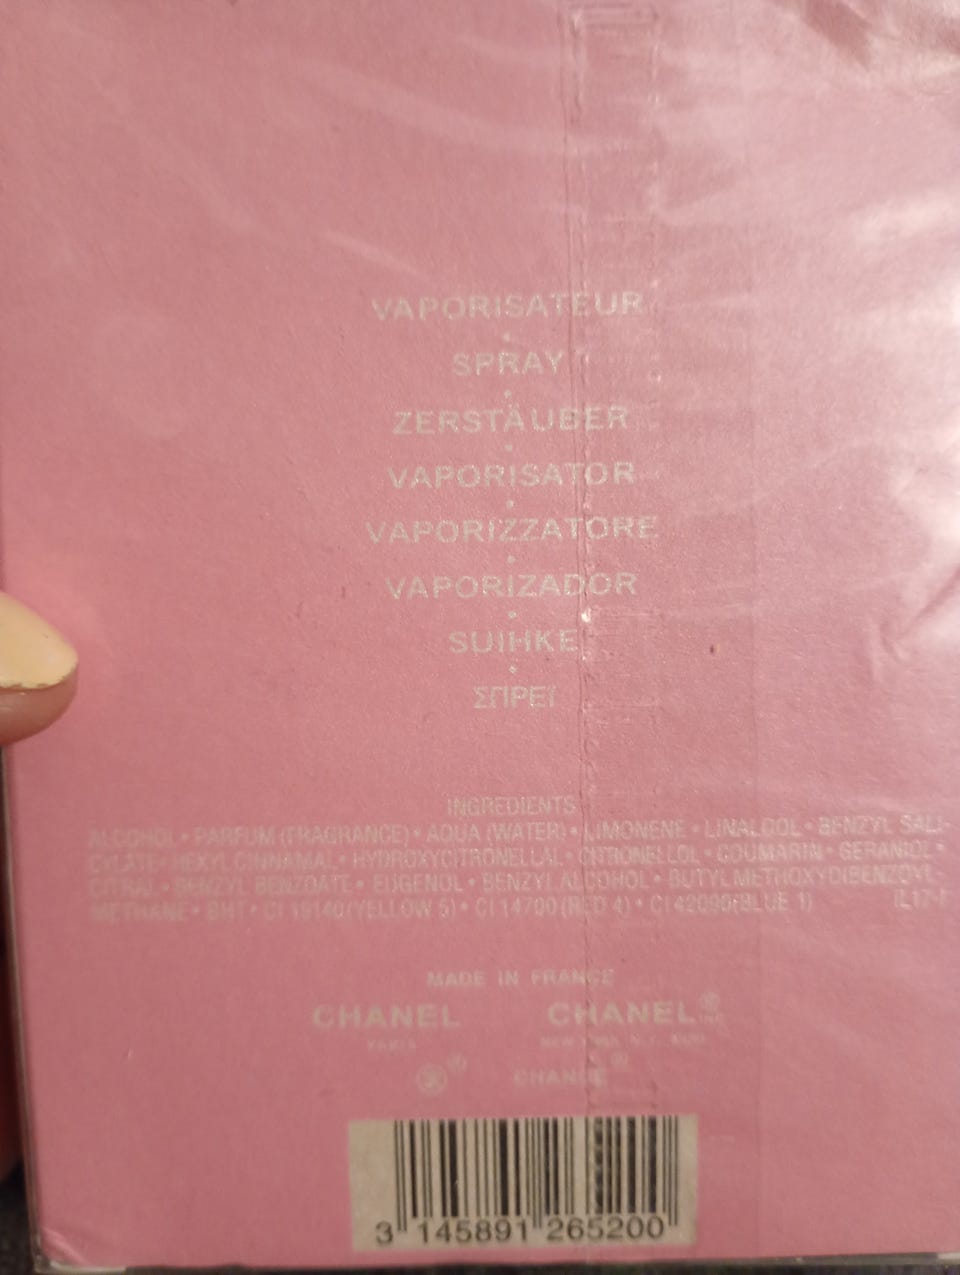 VAPORISATEUR
•
SPRAY
•
ZERSTÄUBER
•
VAPORISATOR
•
VAPORIZZATORE
•
VAPORIZADOR
•
SUIHKE
•
ΣΠΡΕΪ
INGREDIENTS
ALCOHOL • PARFUM (FRAGRANCE) • AQUA (WATER) • LIMONENE • LINALOOL • BENZYL SALI-
CYLATE • HEXYL CINNAMAL • HYDROXYCITRONELLAL • CITRONELLOL • COUMARIN • GERANIOL •
CITRAL • BENZYL BENZOATE • EUGENOL • BENZYL ALCOHOL • BUTYL METHOXYDIBENZOYL-
METHANE • BHT • CI 19140 (YELLOW 5) • CI 14700 (RED 4) • CI 42090 (BLUE 1)
MADE IN FRANCE
CHANEL CHANEL® INC
PARIS NEW YORK, N.Y.
® CHANCE ®
3 145891 265200